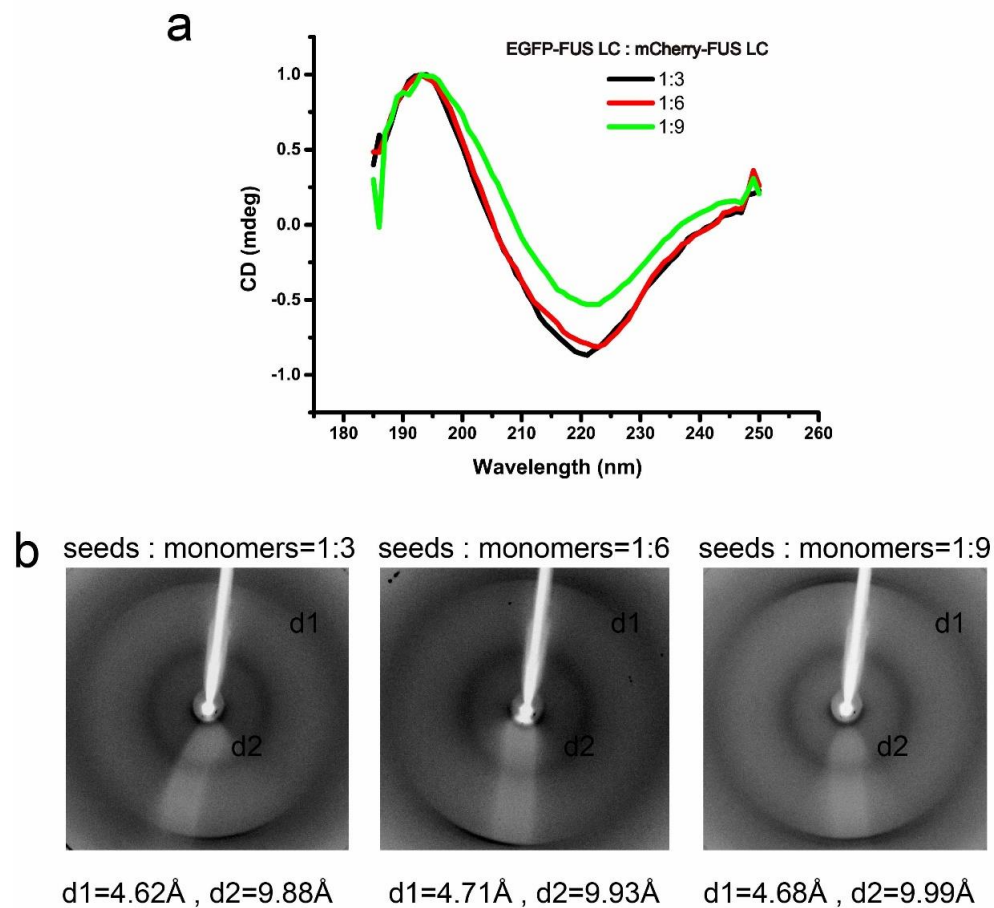 a
EGFP-FUS LC : mCherry-FUS LC
1:3
1:6
1:9
1.0
0.5
0.0
-0.5
-1.0
CD (mdeg)
180 190 200 210 220 230 240 250 260
Wavelength (nm)
b
seeds : monomers=1:3 seeds : monomers=1:6 seeds : monomers=1:9
d1 d1 d1
d2 d2 d2
d1=4.62Å , d2=9.88Å d1=4.71Å , d2=9.93Å d1=4.68Å , d2=9.99Å